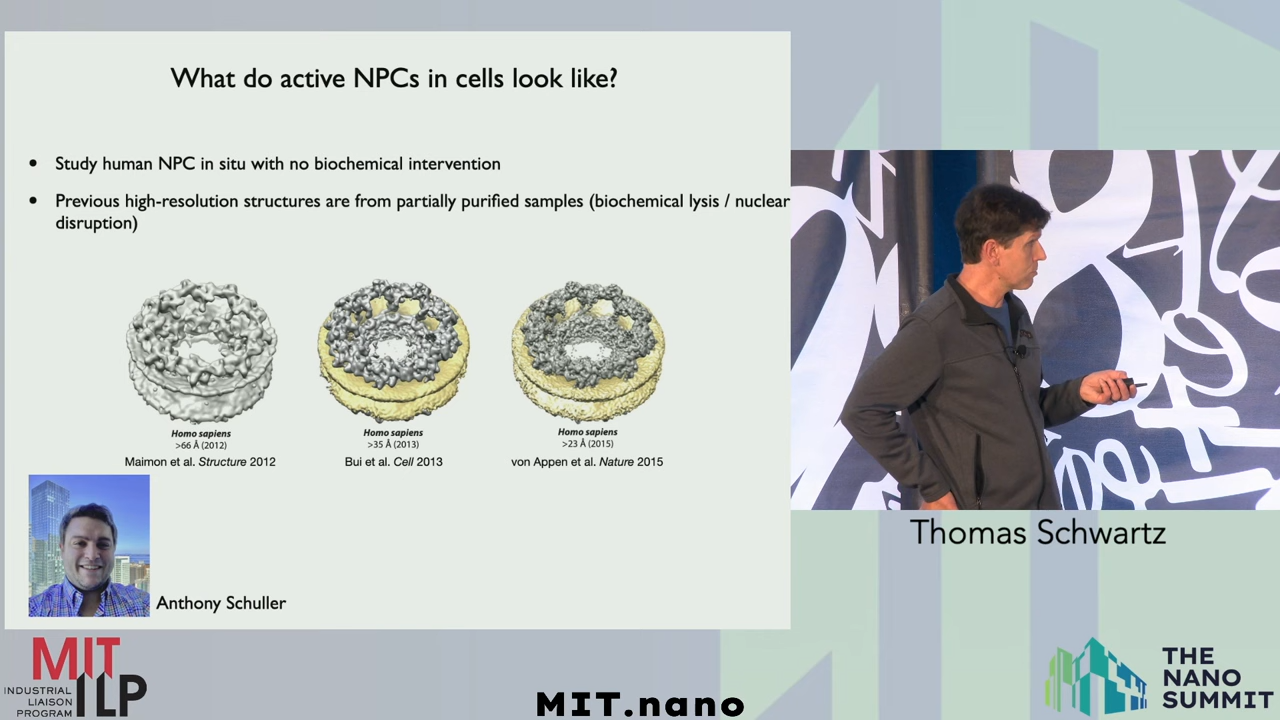 What do active NPCs in cells look like?
• Study human NPC in situ with no biochemical intervention
• Previous high-resolution structures are from partially purified samples (biochemical lysis / nuclear
disruption)
Homo sapiens
>66 Å (2012)
Maimon et al. Structure 2012
Homo sapiens
>35 Å (2013)
Bui et al. Cell 2013
Homo sapiens
>23 Å (2015)
von Appen et al. Nature 2015
Anthony Schuller
Thomas Schwartz
MIT
ILP
INDUSTRIAL
LIAISON
PROGRAM
MIT.nano
THE
NANO
SUMMIT